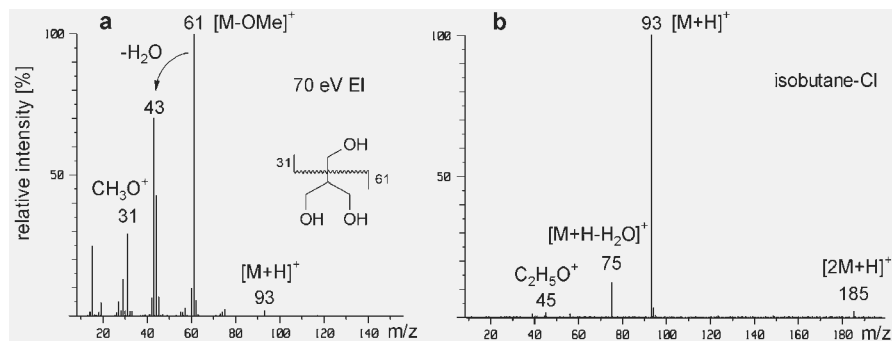 a
61 [M-OMe]+
-H₂O
43
70 eV EI
CH₃O+
31
[M+H]+
93
OH
31
61
OH
OH
relative intensity [%]
100
50
20 40 60 80 100 120 140 m/z
b
93 [M+H]+
isobutane-CI
[M+H-H₂O]+
75
C₂H₅O+
45
[2M+H]+
185
100
50
20 40 60 80 100 120 140 160 180 m/z